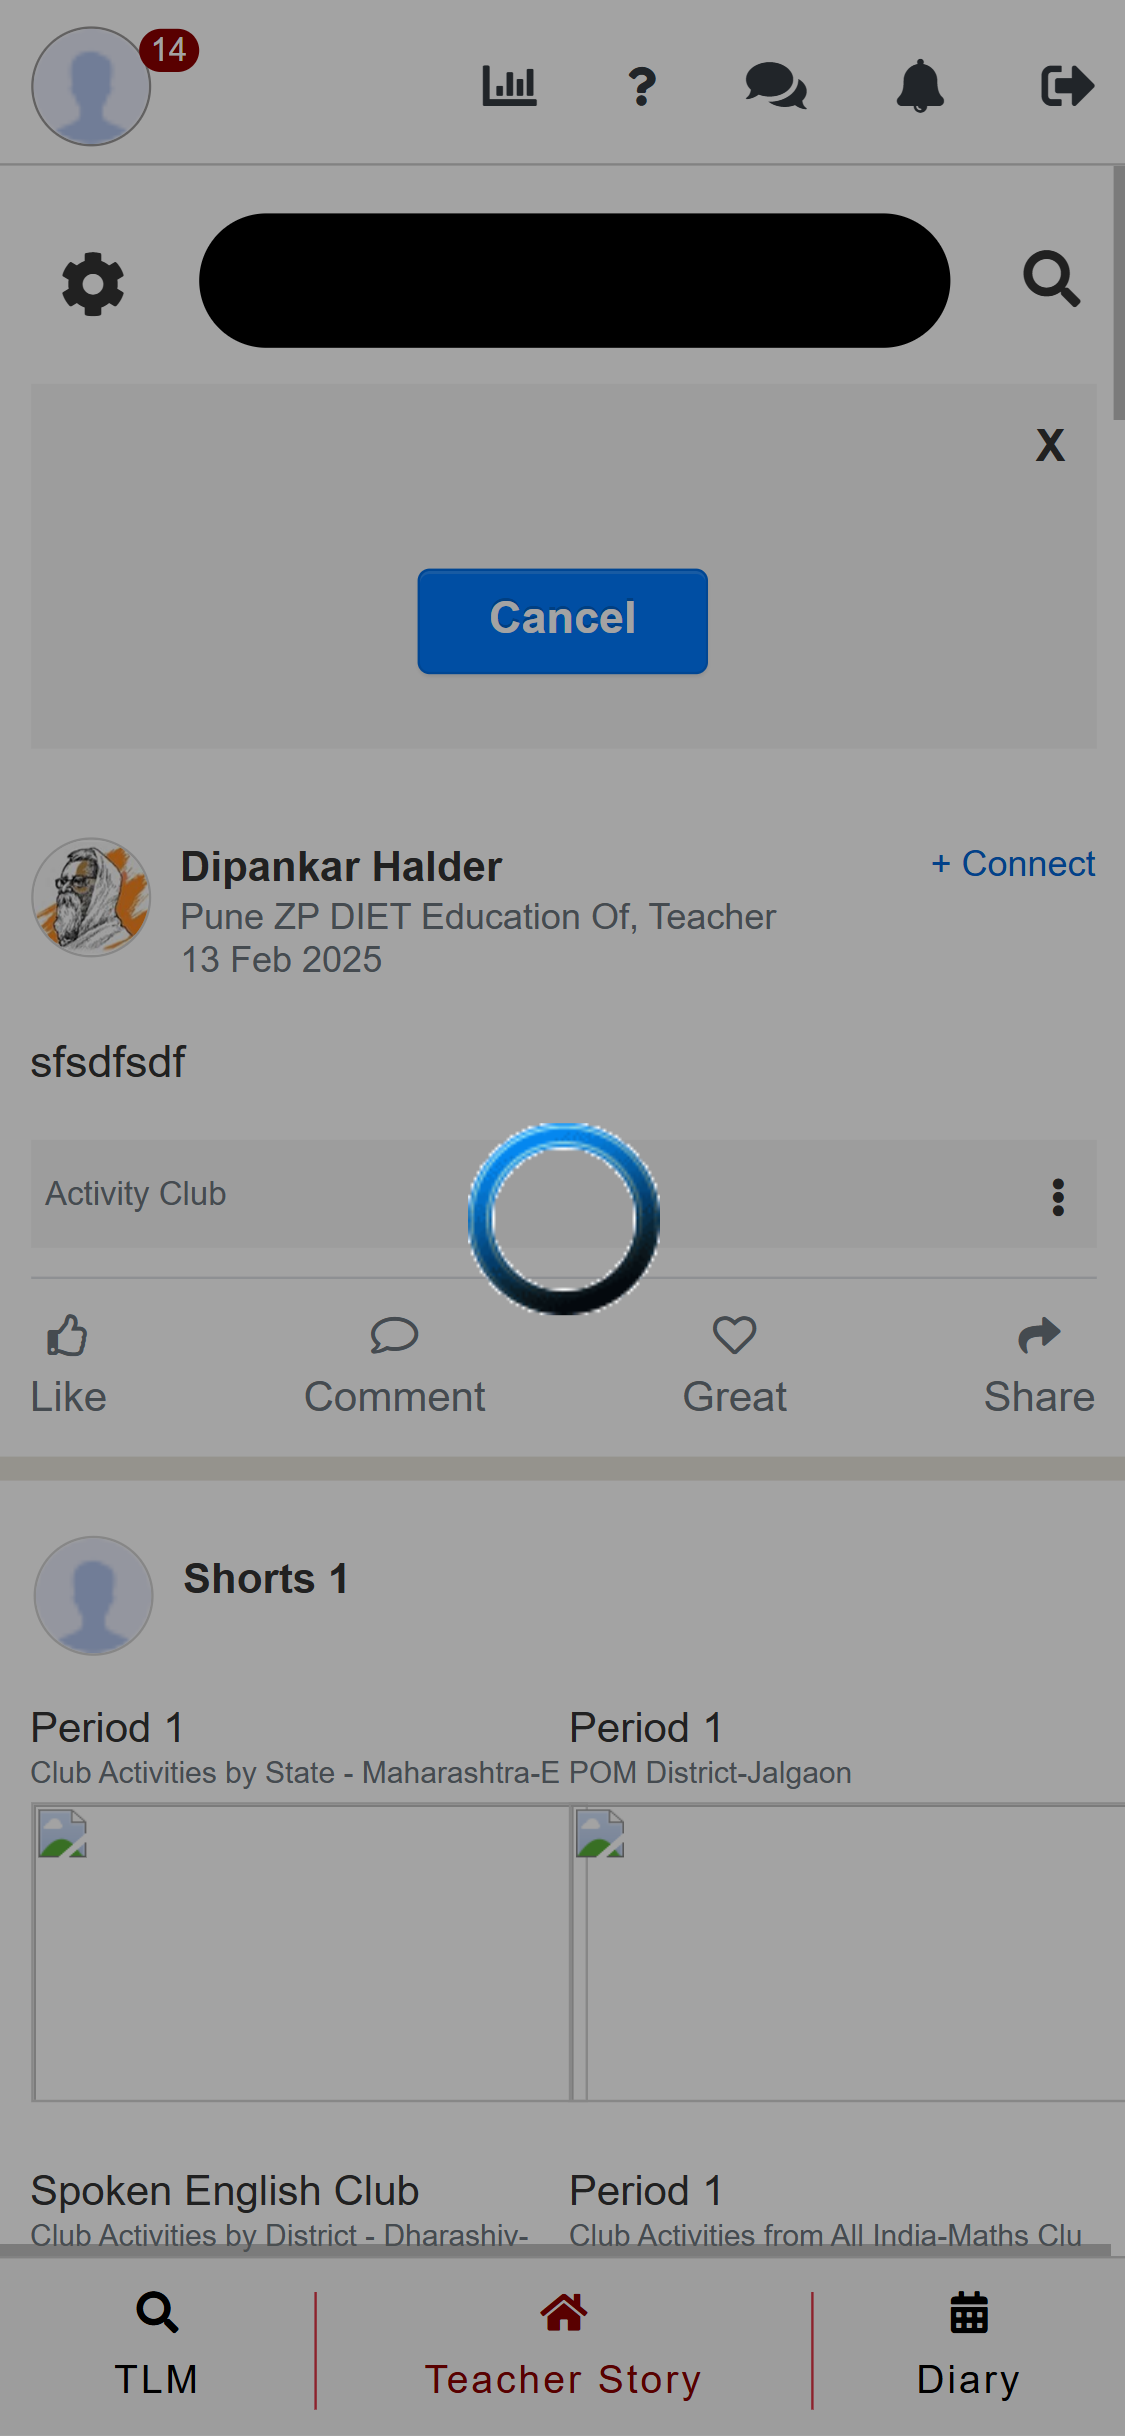 14
X
Cancel
Dipankar Halder
+ Connect
Pune ZP DIET Education Of, Teacher
13 Feb 2025
sfsdfsdf
Activity Club
Like
Comment
Great
Share
Shorts 1
Period 1
Club Activities by State - Maharashtra-E
Period 1
POM District-Jalgaon
Spoken English Club
Club Activities by District - Dharashiv-
Period 1
Club Activities from All India-Maths Clu
TLM
Teacher Story
Diary